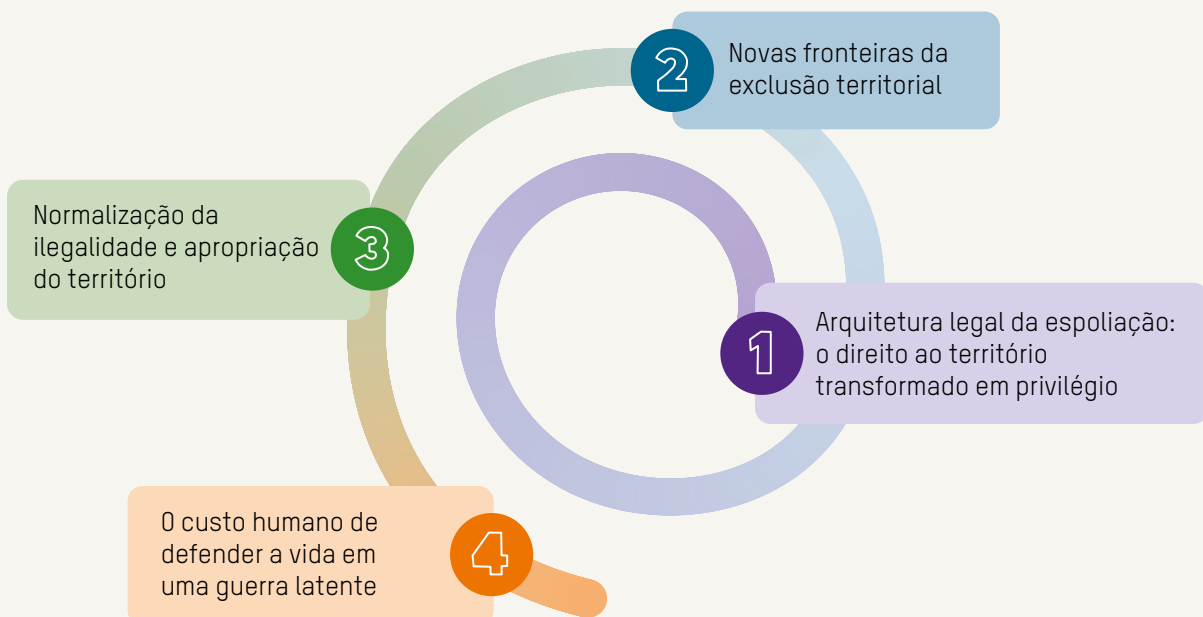 2
Novas fronteiras da
exclusão territorial
Normalização da
ilegalidade e apropriação
do território
3
1
Arquitetura legal da espoliação:
o direito ao território
transformado em privilégio
O custo humano de
defender a vida em
uma guerra latente
4